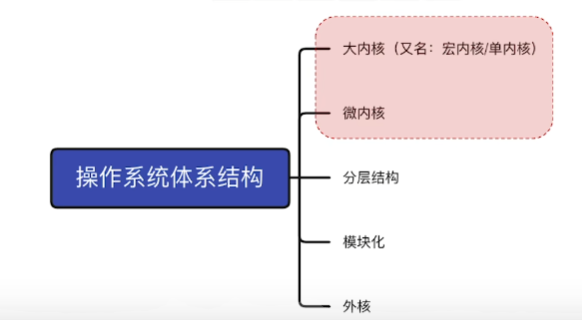 大内核（又名：宏内核/单内核）
微内核
操作系统体系结构
分层结构
模块化
外核